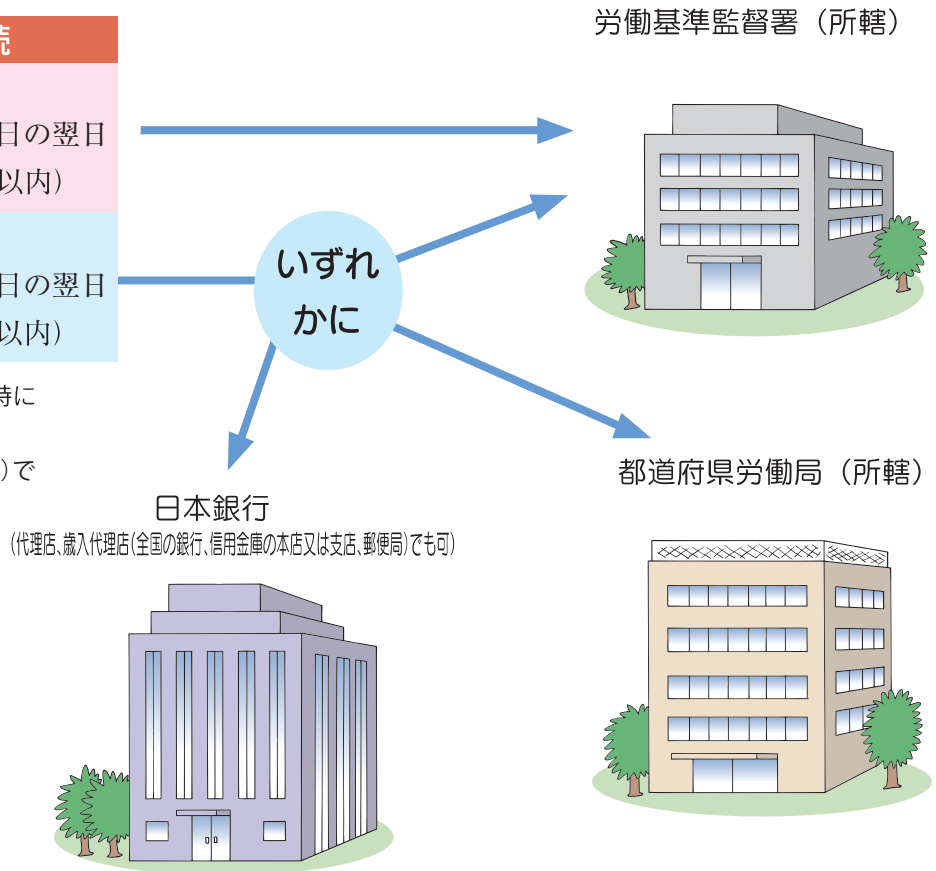 労働基準監督署（所轄）
続
日の翌日
以内）
日の翌日
以内）
いずれ
かに
時に
）で
都道府県労働局（所轄）
日本銀行
（代理店、歳入代理店（全国の銀行、信用金庫の本店又は支店、郵便局）でも可）